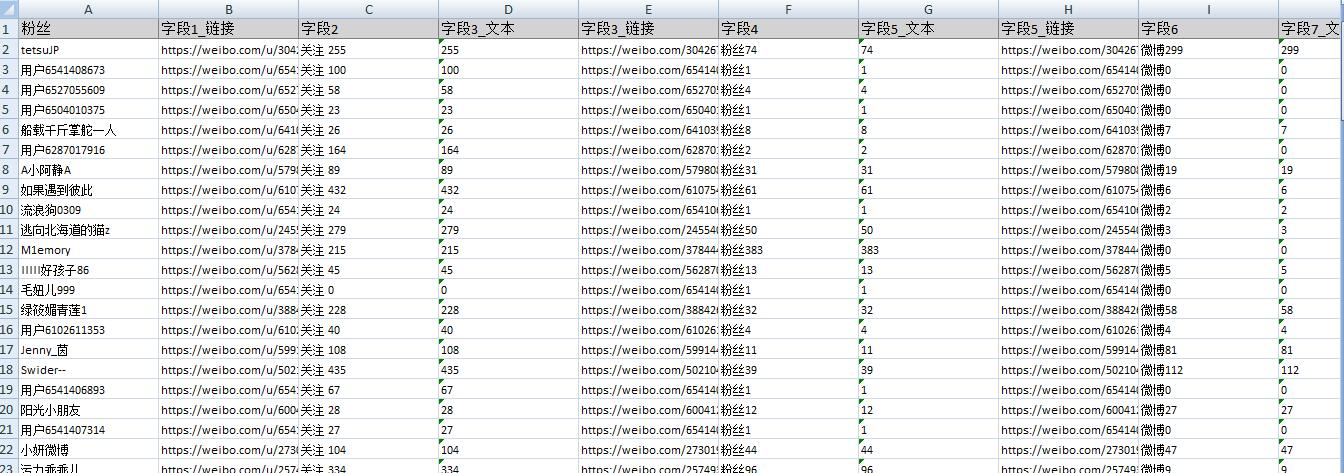 A B C D E F G H I
1 粉丝 字段1_链接 字段2 字段3_文本 字段3_链接 字段4 字段5_文本 字段5_链接 字段6 字段7_文
2 tetsuJP https://weibo.com/u/304 关注 255 255 https://weibo.com/30426 粉丝74 74 https://weibo.com/30426 微博299 299
3 用户6541408673 https://weibo.com/u/654 关注 100 100 https://weibo.com/65414 粉丝1 1 https://weibo.com/65414 微博0 0
4 用户6527055609 https://weibo.com/u/652 关注 58 58 https://weibo.com/65270 粉丝4 4 https://weibo.com/65270 微博0 0
5 用户6504010375 https://weibo.com/u/650 关注 23 23 https://weibo.com/65040 粉丝1 1 https://weibo.com/65040 微博0 0
6 船载千斤掌舵一人 https://weibo.com/u/641 关注 26 26 https://weibo.com/64103 粉丝8 8 https://weibo.com/64103 微博7 7
7 用户6287017916 https://weibo.com/u/628 关注 164 164 https://weibo.com/62870 粉丝2 2 https://weibo.com/62870 微博0 0
8 A小阿静A https://weibo.com/u/579 关注 89 89 https://weibo.com/57980 粉丝31 31 https://weibo.com/57980 微博19 19
9 如果遇到彼此 https://weibo.com/u/610 关注 432 432 https://weibo.com/61075 粉丝61 61 https://weibo.com/61075 微博6 6
10 流浪狗0309 https://weibo.com/u/654 关注 24 24 https://weibo.com/65410 粉丝1 1 https://weibo.com/65410 微博2 2
11 逃向北海道的猫z https://weibo.com/u/245 关注 279 279 https://weibo.com/24554 粉丝50 50 https://weibo.com/24554 微博3 3
12 M1emory https://weibo.com/u/378 关注 215 215 https://weibo.com/37844 粉丝383 383 https://weibo.com/37844 微博0 0
13 IIIII好孩子86 https://weibo.com/u/562 关注 45 45 https://weibo.com/56287 粉丝13 13 https://weibo.com/56287 微博5 5
14 毛妞儿999 https://weibo.com/u/654 关注 0 0 https://weibo.com/65414 粉丝1 1 https://weibo.com/65414 微博0 0
15 绿筱媚青莲1 https://weibo.com/u/388 关注 228 228 https://weibo.com/38842 粉丝32 32 https://weibo.com/38842 微博58 58
16 用户6102611353 https://weibo.com/u/610 关注 40 40 https://weibo.com/61026 粉丝4 4 https://weibo.com/61026 微博4 4
17 Jenny_茵 https://weibo.com/u/599 关注 108 108 https://weibo.com/59914 粉丝11 11 https://weibo.com/59914 微博81 81
18 Swider-- https://weibo.com/u/502 关注 435 435 https://weibo.com/50210 粉丝39 39 https://weibo.com/50210 微博112 112
19 用户6541406893 https://weibo.com/u/654 关注 67 67 https://weibo.com/65414 粉丝1 1 https://weibo.com/65414 微博0 0
20 阳光小朋友 https://weibo.com/u/600 关注 28 28 https://weibo.com/60041 粉丝12 12 https://weibo.com/60041 微博27 27
21 用户6541407314 https://weibo.com/u/654 关注 27 27 https://weibo.com/65414 粉丝1 1 https://weibo.com/65414 微博0 0
22 小妍微博 https://weibo.com/u/273 关注 104 104 https://weibo.com/27301 粉丝44 44 https://weibo.com/27301 微博47 47
23 https://weibo.com/u/257 关注 334 334 https://weibo.com/25749 粉丝96 96 https://weibo.com/25749 微博9 9